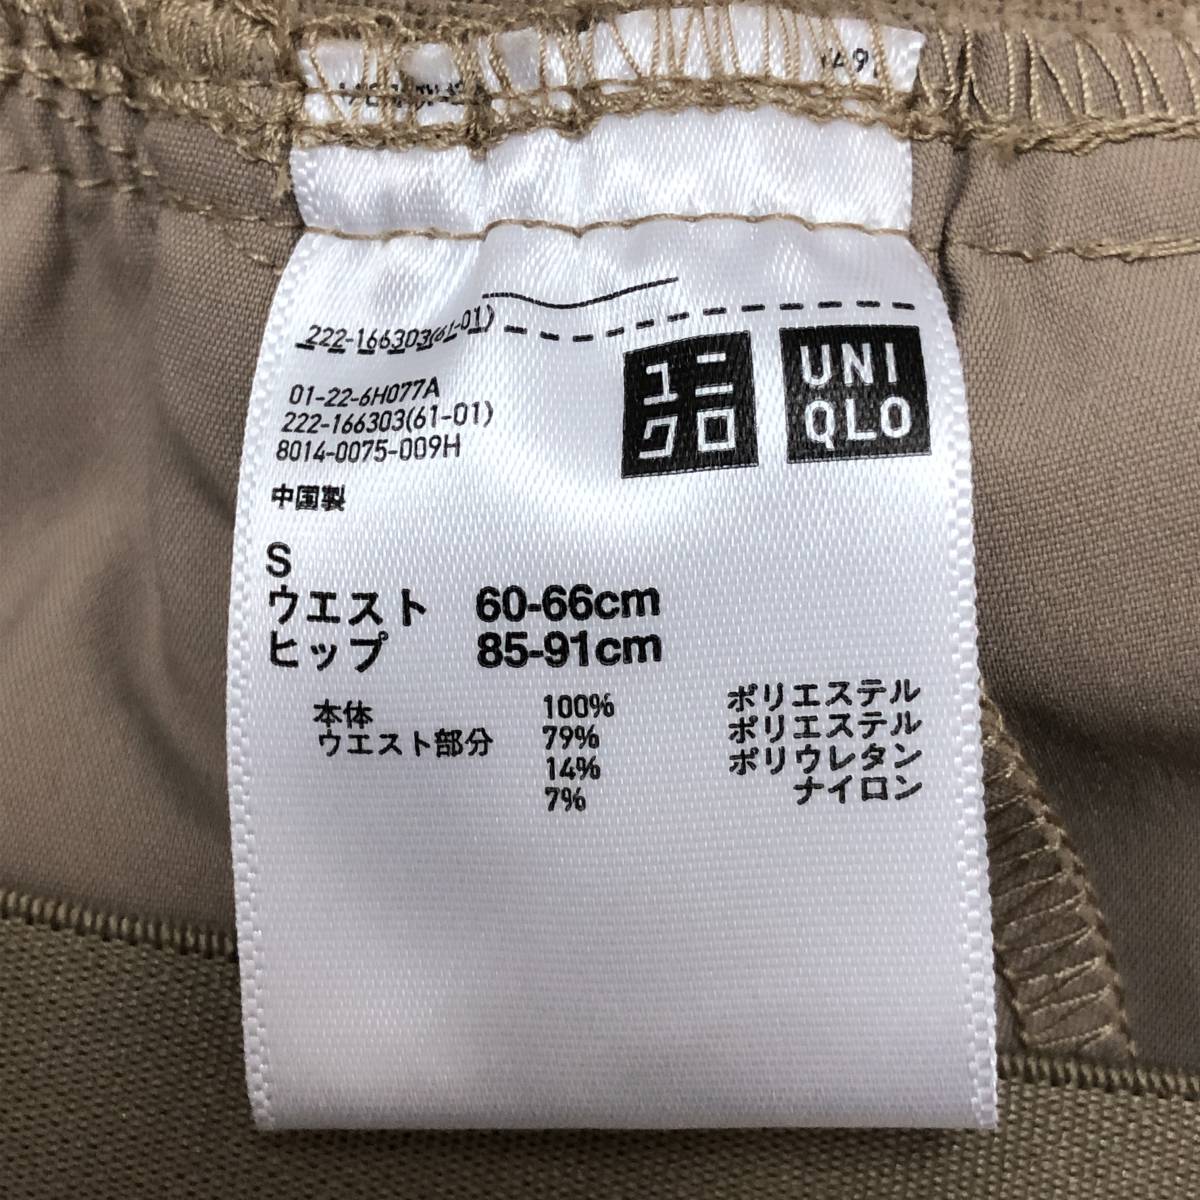 222-166303(61-01)
01-22-6H077A
222-166303(61-01)
8014-0075-009H
ユニ
クロ
UNI
QLO
中国製
S
ウエスト 60-66cm
ヒップ 85-91cm
本体 100% ポリエステル
ウエスト部分 79% ポリエステル
14% ポリウレタン
7% ナイロン